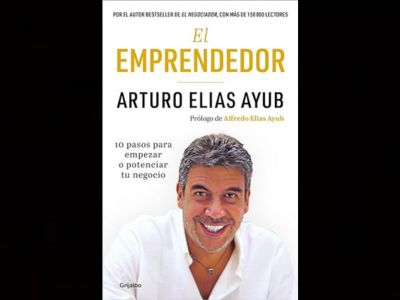 POR EL AUTOR BESTSELLER DE EL NEGOCIADOR, CON MÁS DE 150 000 LECTORES
El
EMPRENDEDOR
ARTURO ELIAS AYUB
Prólogo de Alfredo Elias Ayub
10 pasos para
empezar
o potenciar
tu negocio
Grijalbo